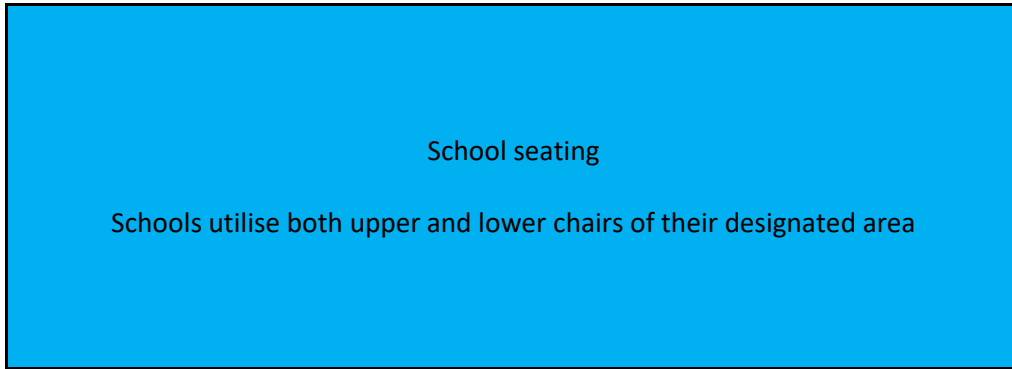 School seating
Schools utilise both upper and lower chairs of their designated area